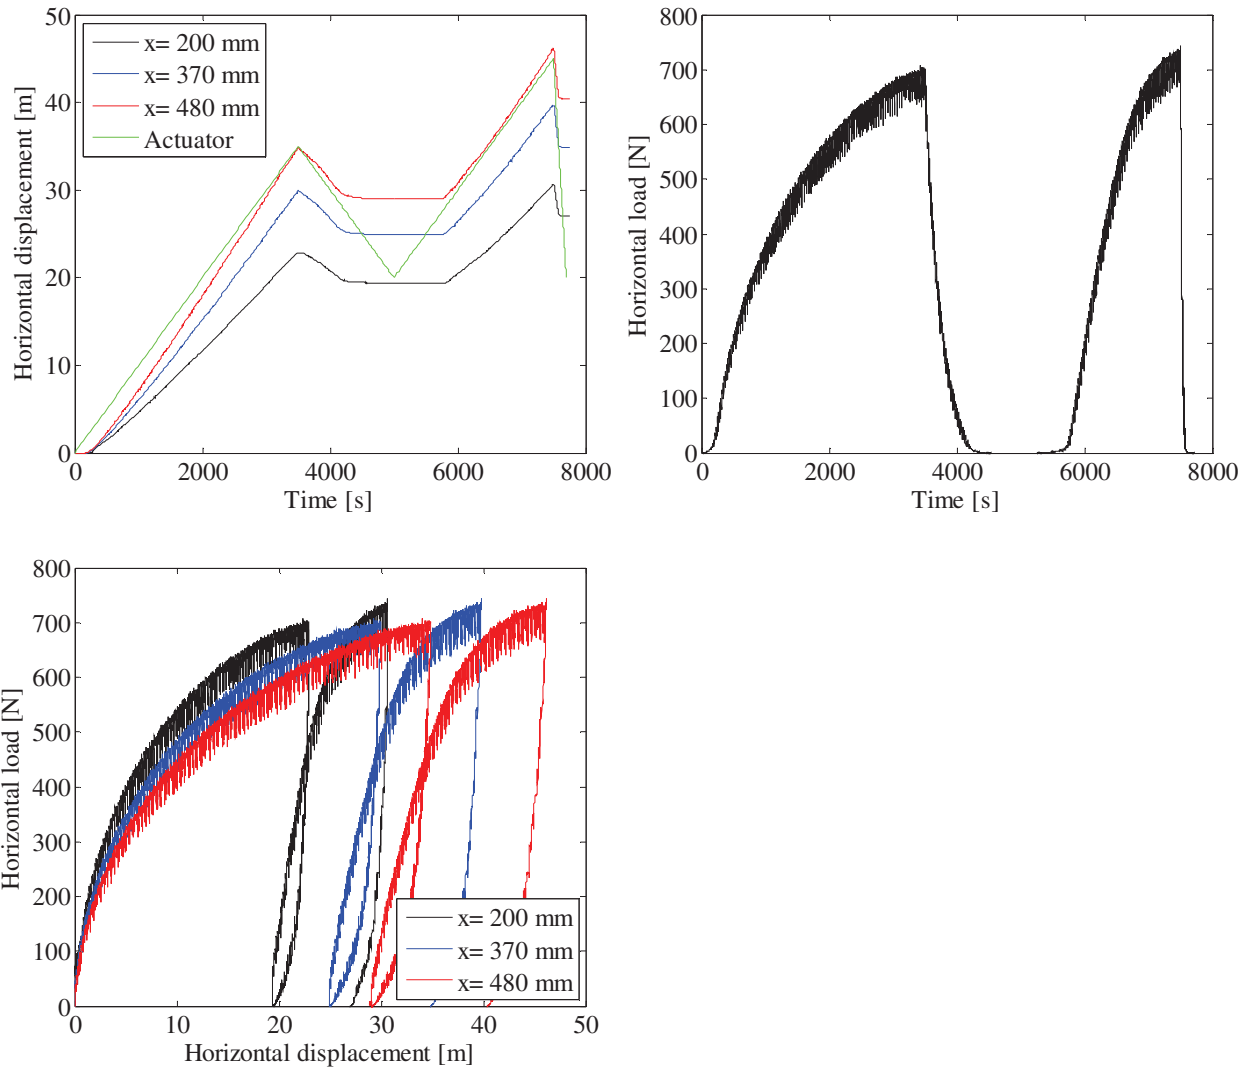 50
40
30
20
10
0
Horizontal displacement [m]
x= 200 mm
x= 370 mm
x= 480 mm
Actuator
0 2000 4000 6000 8000
Time [s]
800
700
600
500
400
300
200
100
0
Horizontal load [N]
0 2000 4000 6000 8000
Time [s]
800
700
600
500
400
300
200
100
0
Horizontal load [N]
x= 200 mm
x= 370 mm
x= 480 mm
0 10 20 30 40 50
Horizontal displacement [m]